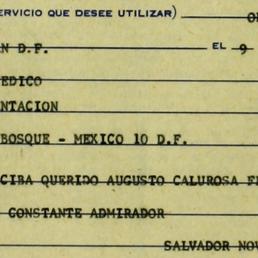 ERVICIO QUE DESEE UTILIZAR)
N D.F. EL 9
EDICO
NTACION
BOSQUE - MEXICO 10 D.F.
CIBA QUERIDO AUGUSTO CALUROSA
CONSTANTE ADMIRADOR
SALVADOR NOV